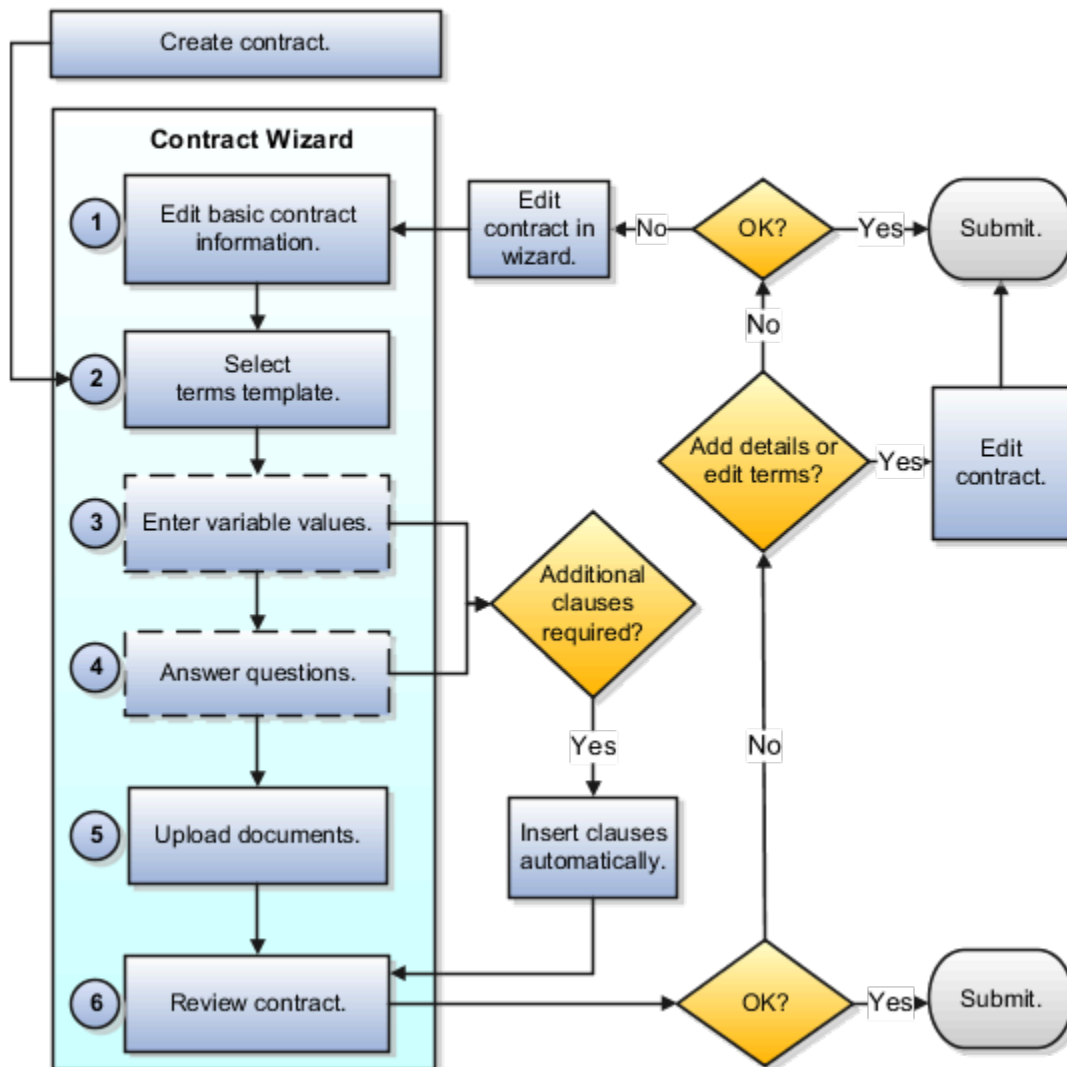 Create contract.
Contract Wizard
1
Edit basic contract
information.
Edit
contract in
wizard.
No
OK?
Yes
Submit.
No
2
Select
terms template.
Add details or
edit terms?
Yes
Edit
contract.
3
Enter variable values.
Additional
clauses
required?
4
Answer questions.
Yes
No
5
Upload documents.
Insert clauses
automatically.
6
Review contract.
OK?
Yes
Submit.